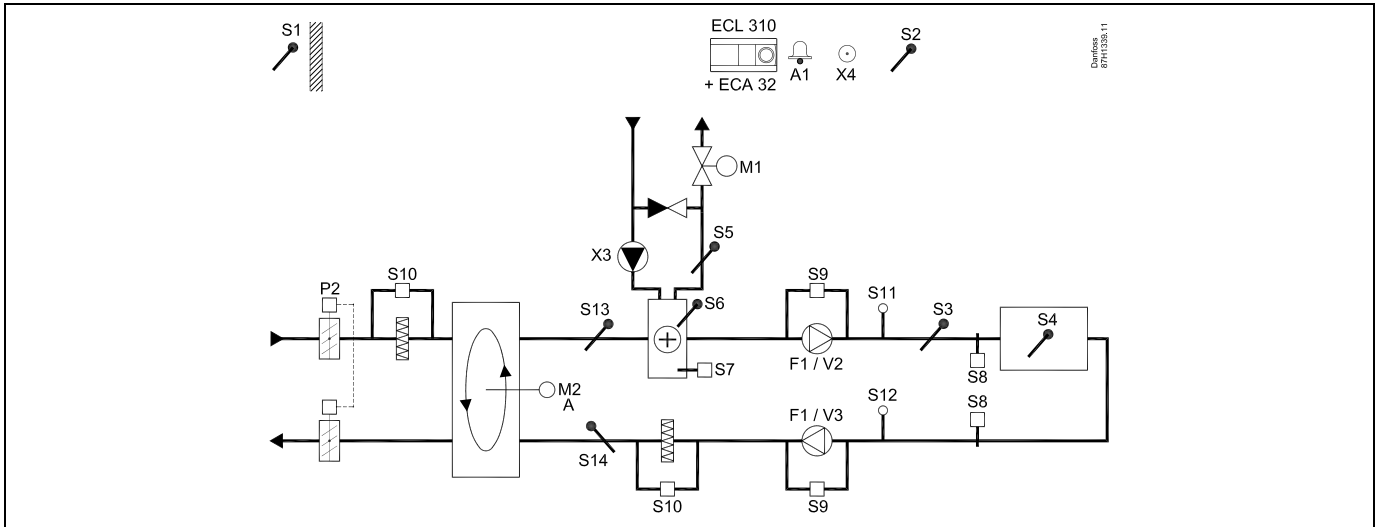 S1
ECL 310
+ ECA 32
A1
X4
S2
Danfoss
87H1339.11
M1
S5
X3
S6
S7
P2
S10
S13
S9
F1 / V2
S11
S3
S4
S8
M2
A
S14
S10
F1 / V3
S9
S12
S8